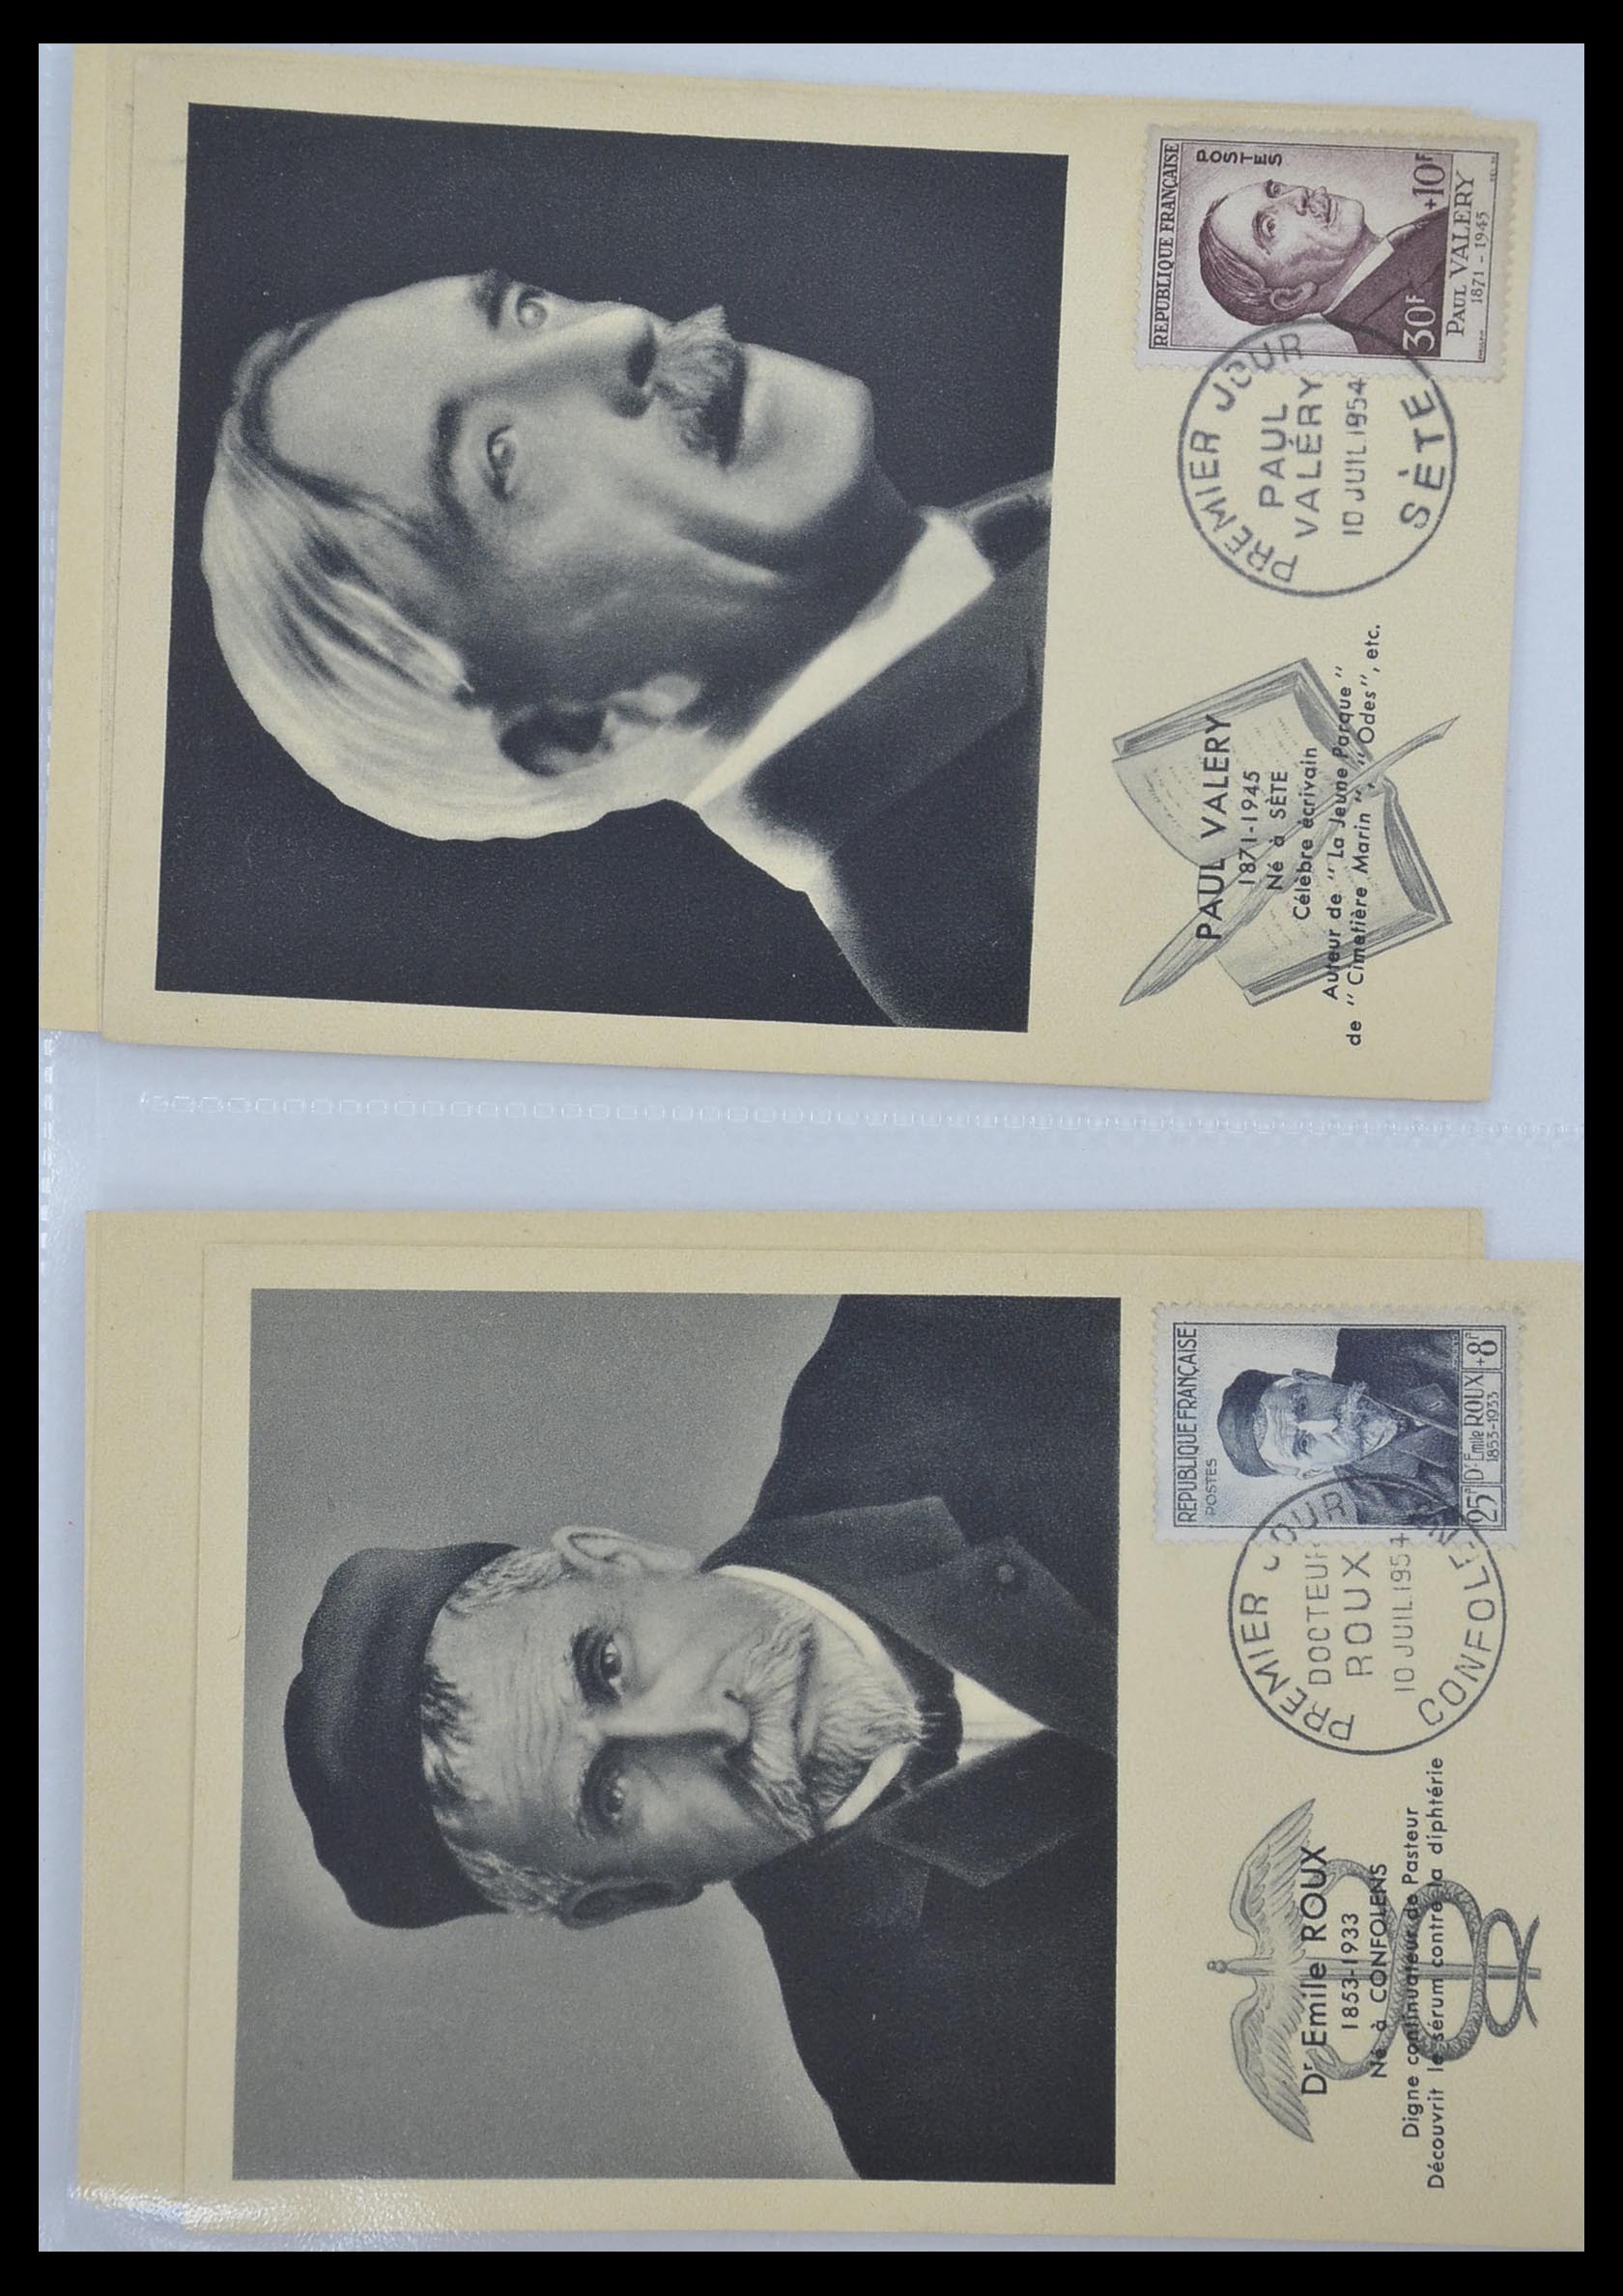 REPUBLIQUE FRANÇAISE
POSTES
30F
+10F
PAUL VALERY
1871 - 1945
PREMIER JOUR
PAUL
VALÉRY
10 JUIL.1954
SÈTE
PAUL VALÉRY
1871-1945
Né à SÈTE
Célèbre écrivain
Auteur de "La Jeune Parque"
de "Cimetière Marin", "Odes", etc.
REPUBLIQUE FRANÇAISE
POSTES
25F Dr Emile ROUX +8F
1853-1933
PREMIER JOUR
DOCTEUR
ROUX
10 JUIL.1954
CONFOLENS
Dr Emile ROUX
1853-1933
Né à CONFOLENS
Digne continuateur de Pasteur
Découvrit le sérum contre la diphtérie